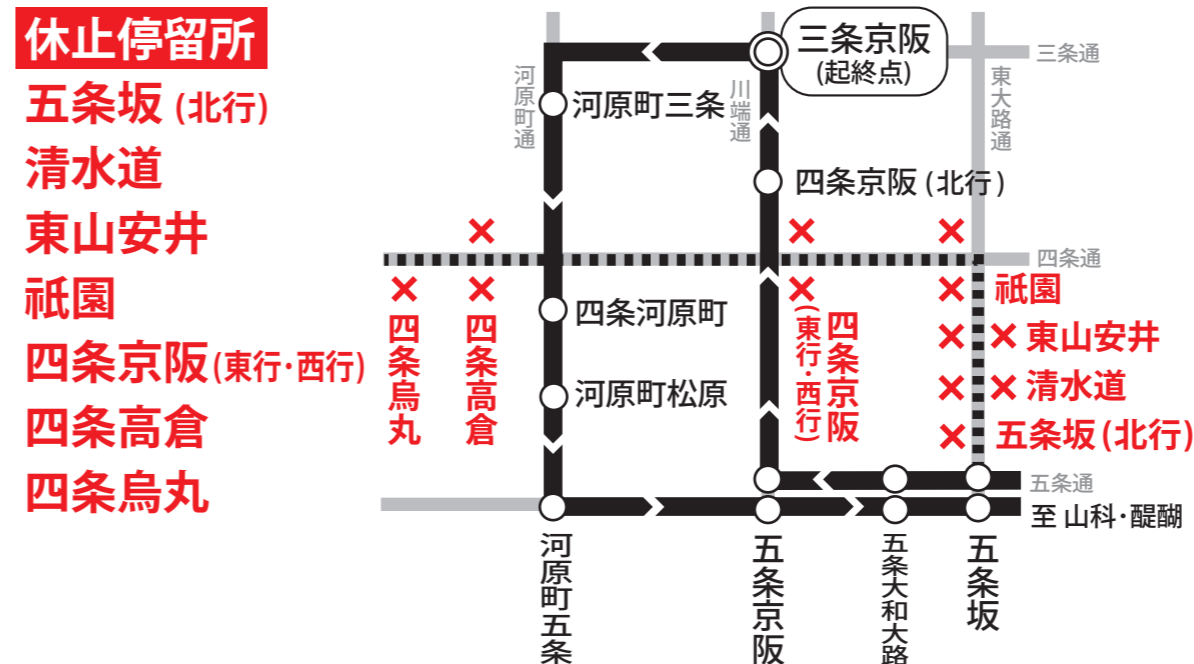 休止停留所
五条坂 (北行)
清水道
東山安井
祇園
四条京阪(東行・西行)
四条高倉
四条烏丸
三条京阪
(起終点)
三条通
河原町通
川端通
東大路通
河原町三条
四条京阪 (北行)
四条通
四条烏丸
四条高倉
四条河原町
河原町松原
四条京阪
(東行・西行)
祇園
東山安井
清水道
五条坂 (北行)
五条通
至 山科・醍醐
河原町五条
五条京阪
五条大和大路
五条坂